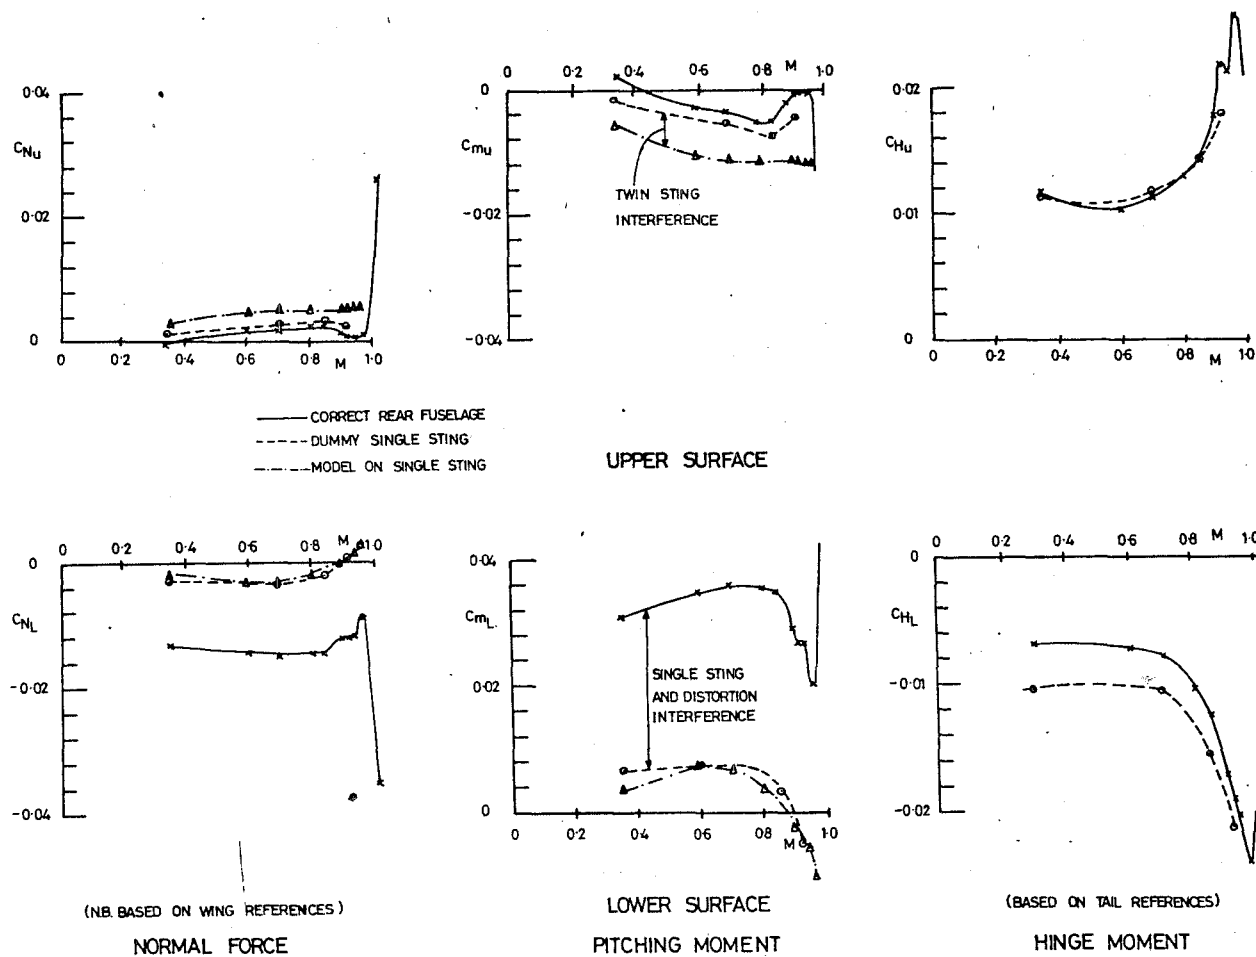 0·04
C_Nu
0·02
0
0 0·2 0·4 0·6 0·8 1·0
M
0 0·2 0·4 0·6 0·8 M 1·0
0
C_mu
-0·02
-0·04
TWIN STING
INTERFERENCE
0·02
C_Hu
0·01
0
0 0·2 0·4 0·6 0·8 1·0
M
——— CORRECT REAR FUSELAGE
----- DUMMY SINGLE STING
—·—·— MODEL ON SINGLE STING
UPPER SURFACE
0 0·2 0·4 0·6 0·8 M 1·0
0
C_NL
-0·02
-0·04
(N.B. BASED ON WING REFERENCES)
NORMAL FORCE
0·04
C_mL
0·02
0
SINGLE STING
AND DISTORTION
INTERFERENCE
0 0·2 0·4 0·6 0·8 1·0
M
LOWER SURFACE
PITCHING MOMENT
0 0·2 0·4 0·6 0·8 M 1·0
0
C_HL
-0·01
-0·02
(BASED ON TAIL REFERENCES)
HINGE MOMENT